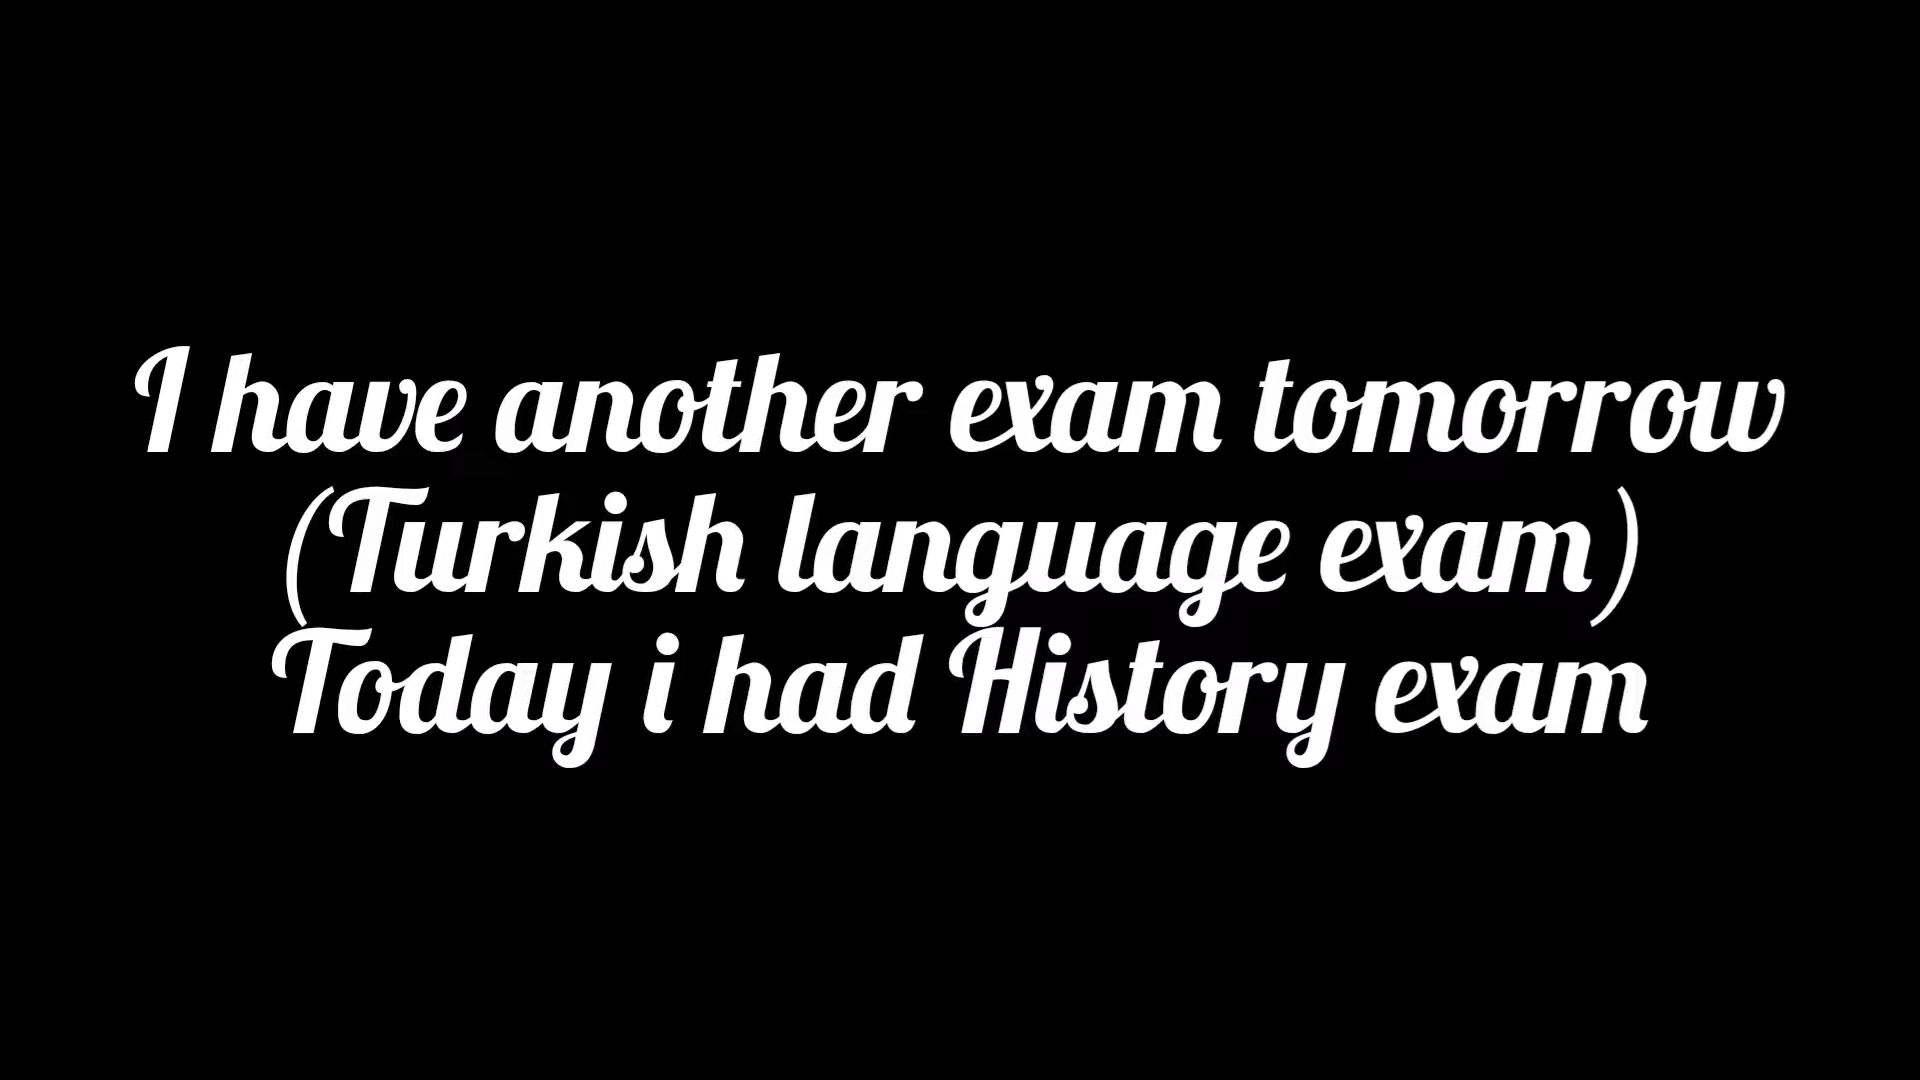 I have another exam tomorrow
(Turkish language exam)
Today i had History exam